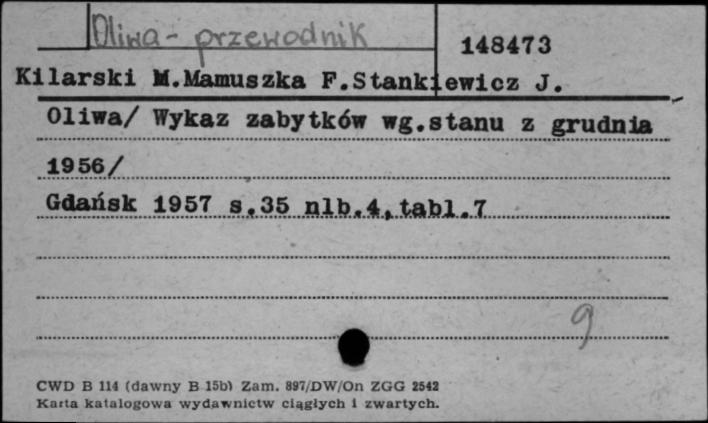 Oliwa - przewodnik
148473
Kilarski M.Mamuszka F.Stankiewicz J.
Oliwa/ Wykaz zabytków wg.stanu z grudnia
1956/
Gdańsk 1957 s.35 nlb.4,tabl.7
9
CWD B 114 (dawny B 15b) Zam. 897/DW/On ZGG 2542
Karta katalogowa wydawnictw ciągłych i zwartych.